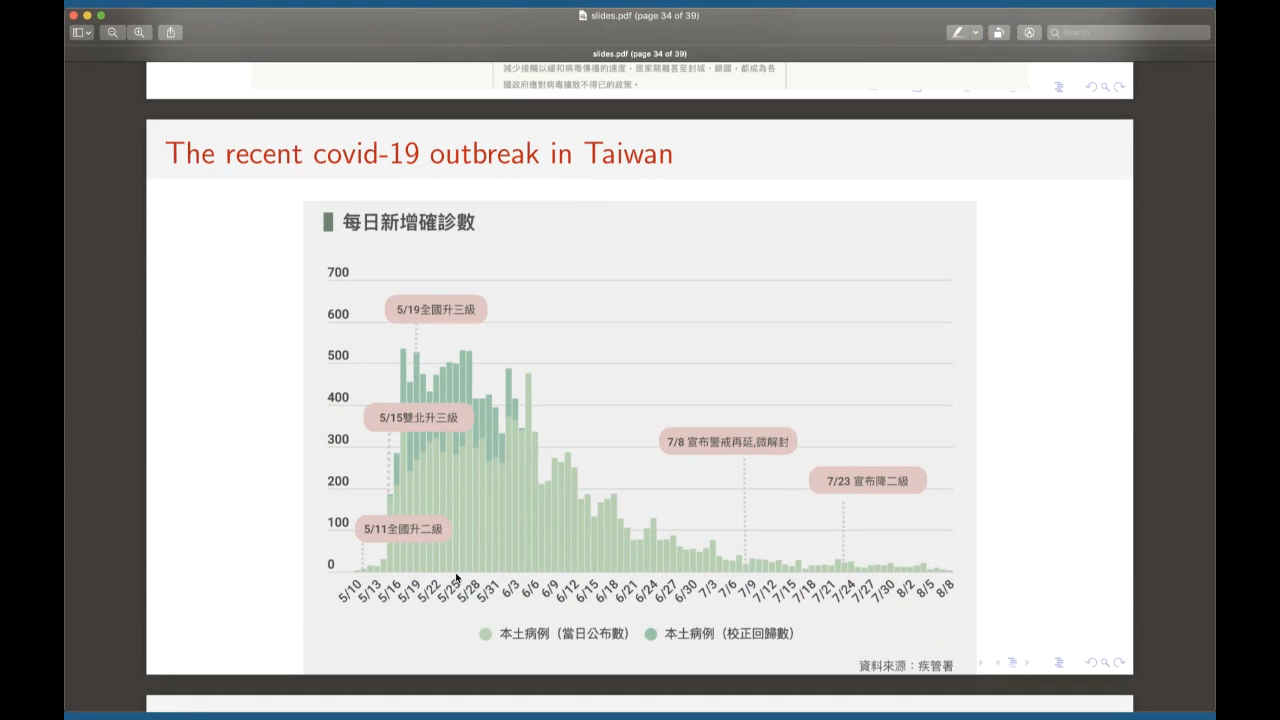 slides.pdf (page 34 of 39)
Search
slides.pdf (page 34 of 39)
減少接觸以緩和病毒傳播的速度，居家隔離甚至封城、鎖國，都成為各
國政府應對病毒擴散不得已的政策。
The recent covid-19 outbreak in Taiwan
每日新增確診數
700
600
500
400
300
200
100
0
5/19全國升三級
5/15雙北升三級
5/11全國升二級
7/8 宣布警戒再延,微解封
7/23 宣布降二級
5/10 5/13 5/16 5/19 5/22 5/25 5/28 5/31 6/3 6/6 6/9 6/12 6/15 6/18 6/21 6/24 6/27 6/30 7/3 7/6 7/9 7/12 7/15 7/18 7/21 7/24 7/27 7/30 8/2 8/5 8/8
本土病例（當日公布數） 本土病例（校正回歸數）
資料來源：疾管署